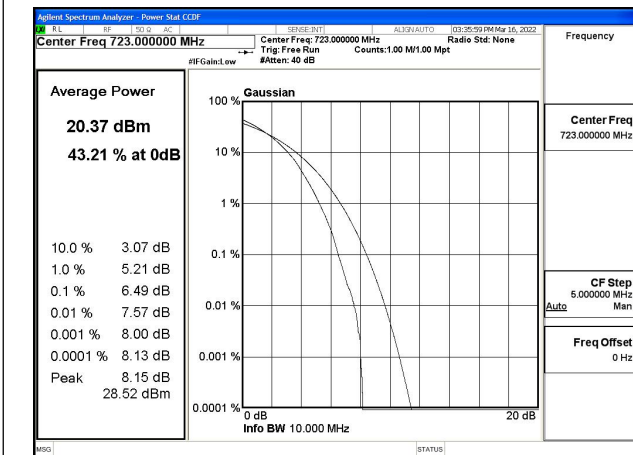 Agilent Spectrum Analyzer - Power Stat CCDF
RL RF 50 Ω AC SENSE:INT ALIGN AUTO 03:35:59 PM Mar 16, 2022
Center Freq 723.000000 MHz
Center Freq: 723.000000 MHz Radio Std: None
Trig: Free Run Counts:1.00 M/1.00 Mpt
#IFGain:Low #Atten: 40 dB
Frequency
Average Power
20.37 dBm
43.21 % at 0dB
10.0 % 3.07 dB
1.0 % 5.21 dB
0.1 % 6.49 dB
0.01 % 7.57 dB
0.001 % 8.00 dB
0.0001 % 8.13 dB
Peak 8.15 dB
28.52 dBm
Gaussian
100 %
10 %
1 %
0.1 %
0.01 %
0.001 %
0.0001 %
0 dB 20 dB
Info BW 10.000 MHz
Center Freq
723.000000 MHz
CF Step
5.000000 MHz
Auto Man
Freq Offset
0 Hz
MSG STATUS